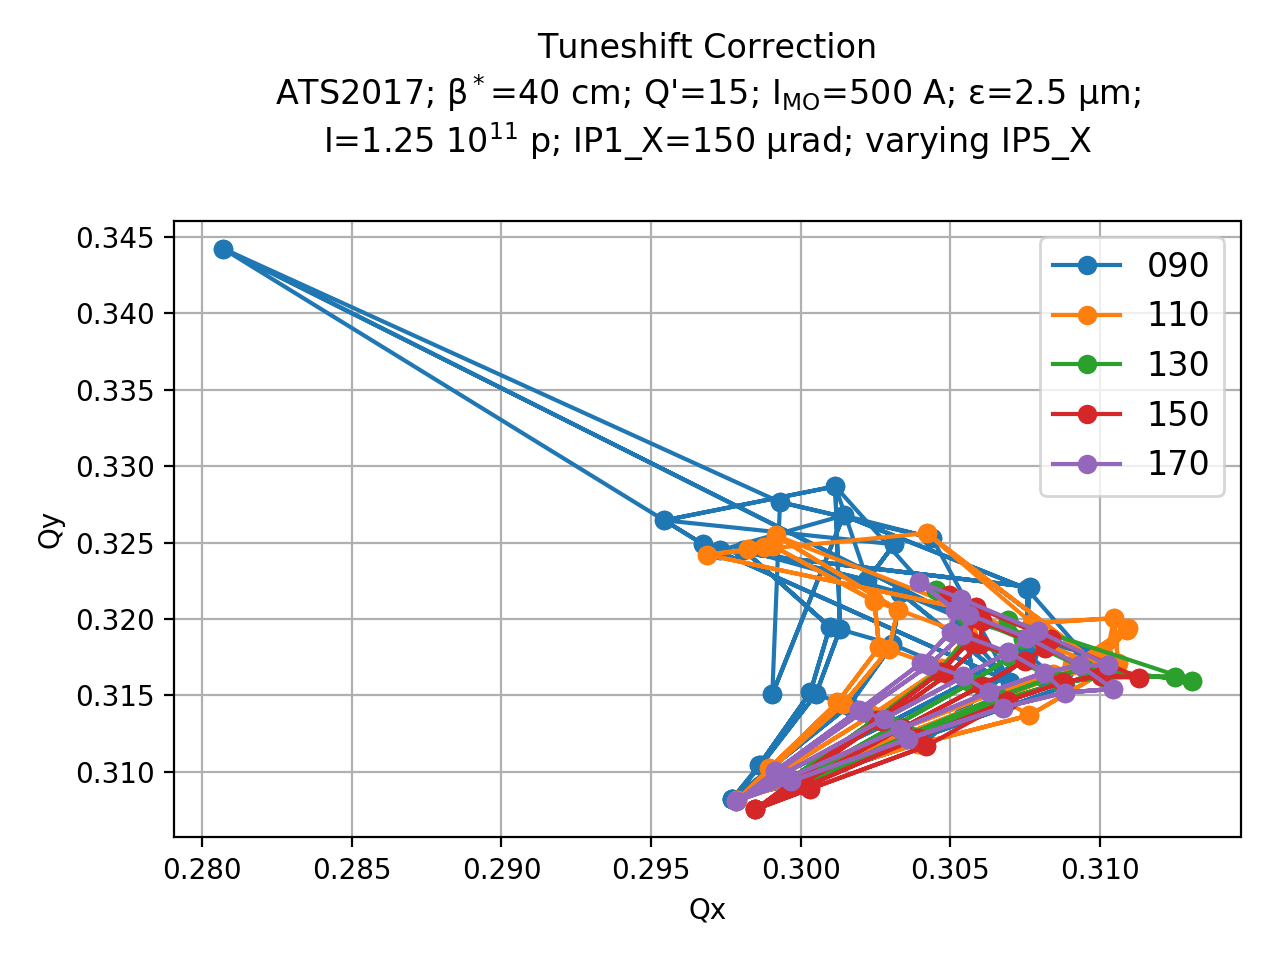 Tuneshift Correction
ATS2017; β*=40 cm; Q'=15; I_MO=500 A; ε=2.5 μm;
I=1.25 10^11 p; IP1_X=150 μrad; varying IP5_X
0.345
0.340
0.335
0.330
0.325
0.320
0.315
0.310
Qy
090
110
130
150
170
0.280 0.285 0.290 0.295 0.300 0.305 0.310
Qx